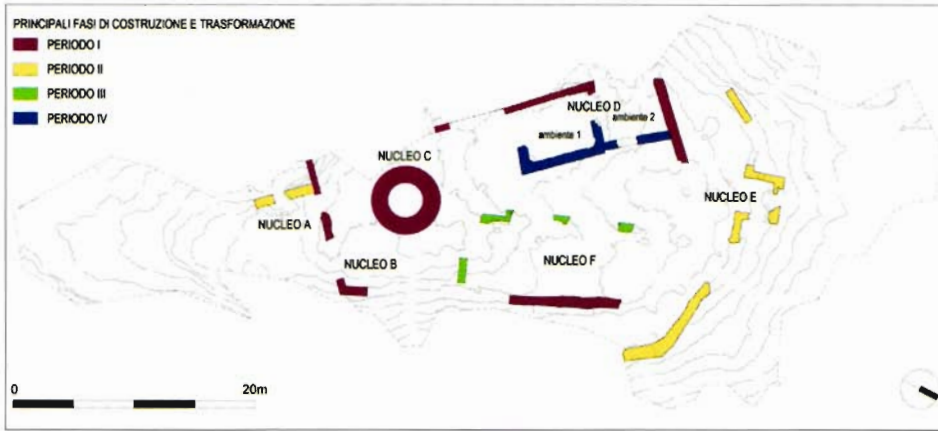 PRINCIPALI FASI DI COSTRUZIONE E TRASFORMAZIONE
PERIODO I
PERIODO II
PERIODO III
PERIODO IV
NUCLEO D
ambiente 1
ambiente 2
NUCLEO C
NUCLEO E
NUCLEO A
NUCLEO B
NUCLEO F
0
20m